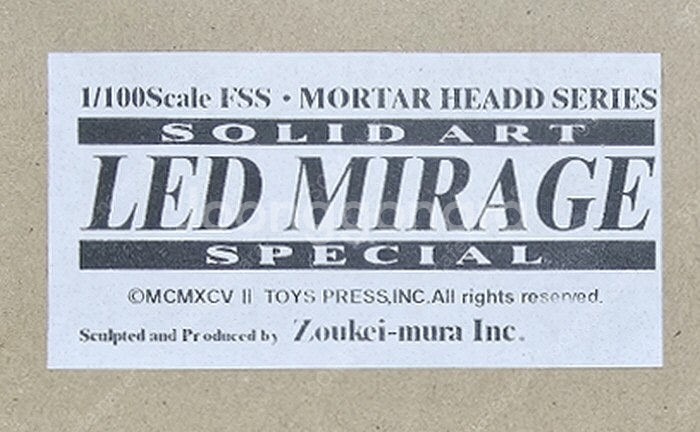 1/100Scale FSS・MORTAR HEADD SERIES
SOLID ART
LED MIRAGE
SPECIAL
©MCMXCV II TOYS PRESS,INC.All rights reserved.
Sculpted and Produced by Zoukei-mura Inc.